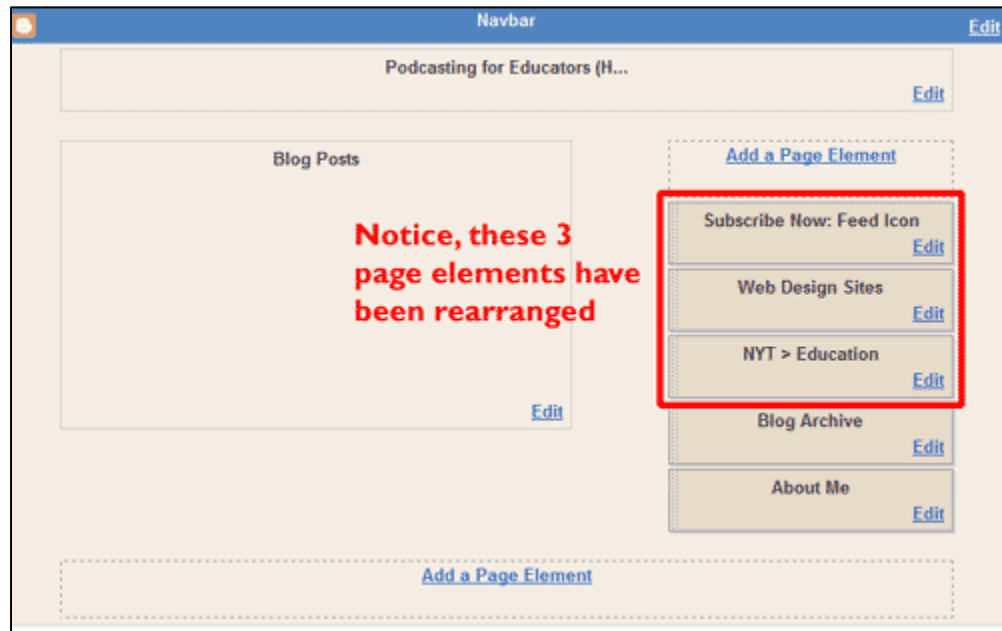 Navbar
Edit
Podcasting for Educators (H...
Edit
Blog Posts
Edit
Notice, these 3
page elements have
been rearranged
Add a Page Element
Subscribe Now: Feed Icon
Edit
Web Design Sites
Edit
NYT > Education
Edit
Blog Archive
Edit
About Me
Edit
Add a Page Element